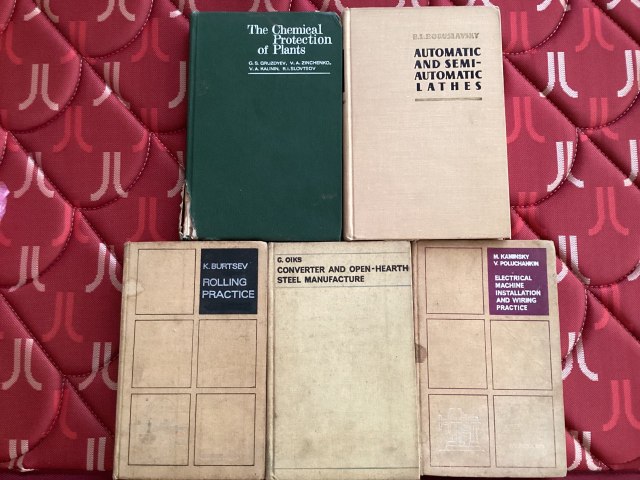 The Chemical
Protection
of Plants
G. S. GRUZDYEV, V. A. ZINCHENKO,
V. A. KALININ, R. I. SLOVTSOV
B. L. BOGUSLAVSKY
AUTOMATIC
AND SEMI-
AUTOMATIC
LATHES
K. BURTSEV
ROLLING
PRACTICE
G. OIKS
CONVERTER AND OPEN-HEARTH
STEEL MANUFACTURE
M. KAMINSKY
V. POLUCHANKIN
ELECTRICAL
MACHINE
INSTALLATION
AND WIRING
PRACTICE